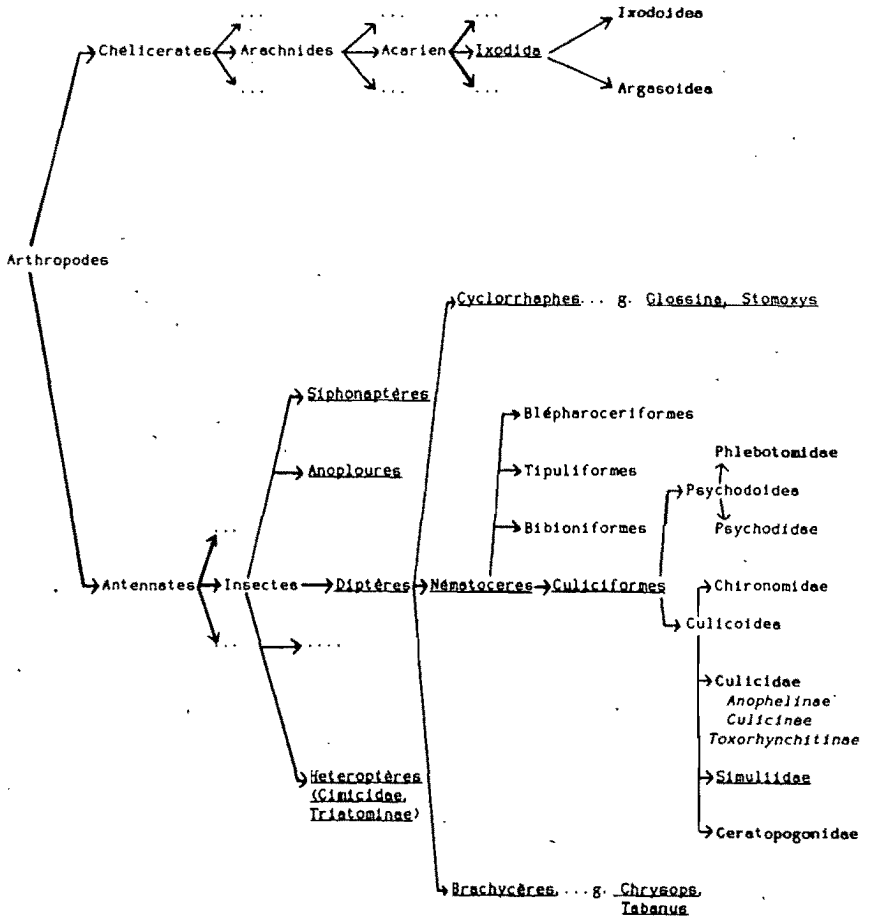 Ixodoidea
... ... ...
Chélicerates Arachnides Acarien Ixodida
... ... ...
Argasoidea
Arthropodes
Cyclorrhaphes... g. Glossina, Stomoxys
Siphonaptères
Blépharoceriformes
Anoploures
Tipuliformes
Phlebotomidae
Psychodoidea
Bibioniformes
Psychodidae
...
Antennates Insectes Diptères Nématoceres Culiciformes
Chironomidae
Culicoidea
... ....
Culicidae
Anophelinae
Culicinae
Toxorhynchitinae
Heteroptères
(Cimicidae,
Triatominae)
Simuliidae
Ceratopogonidae
Brachycères, ... g. Chrysops,
Tabanus